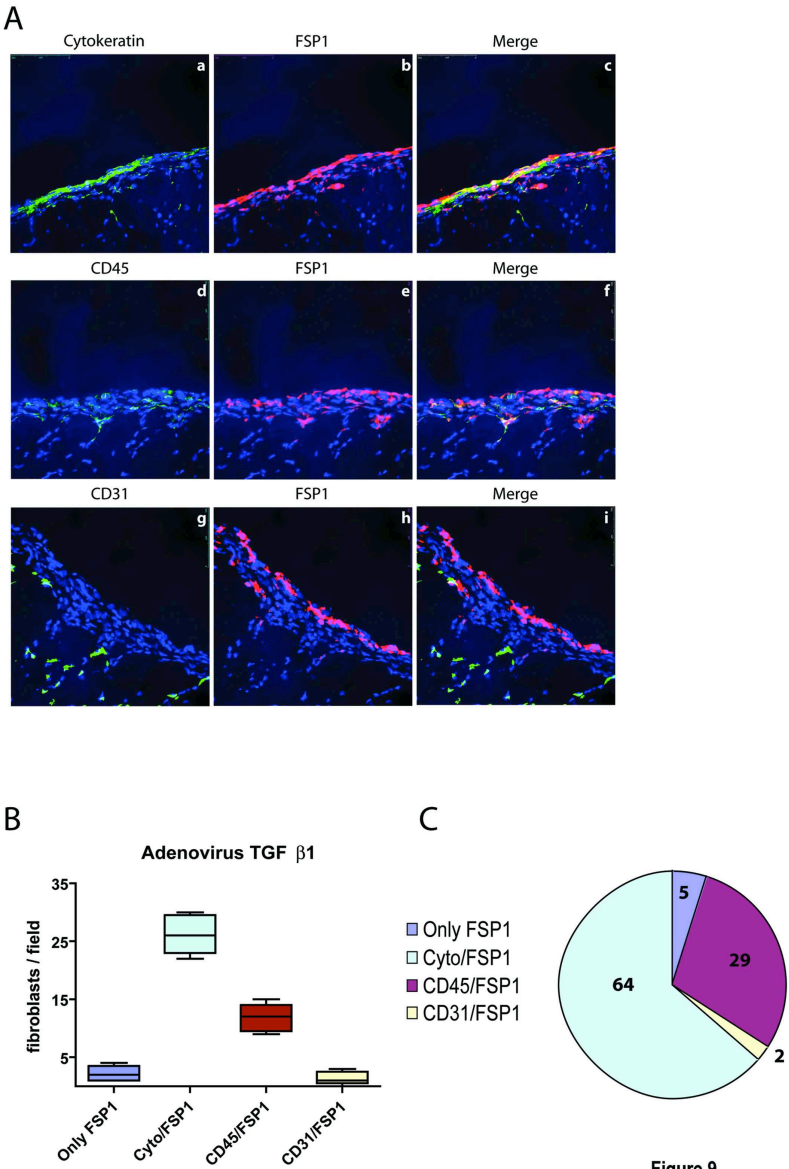 A
Cytokeratin FSP1 Merge
a b c
CD45 FSP1 Merge
d e f
CD31 FSP1 Merge
g h i
B
Adenovirus TGF β1
35
25
15
5
fibroblasts / field
Only FSP1
Cyto/FSP1
CD45/FSP1
CD31/FSP1
C
Only FSP1
Cyto/FSP1
CD45/FSP1
CD31/FSP1
5
29
64
2
Figure 9